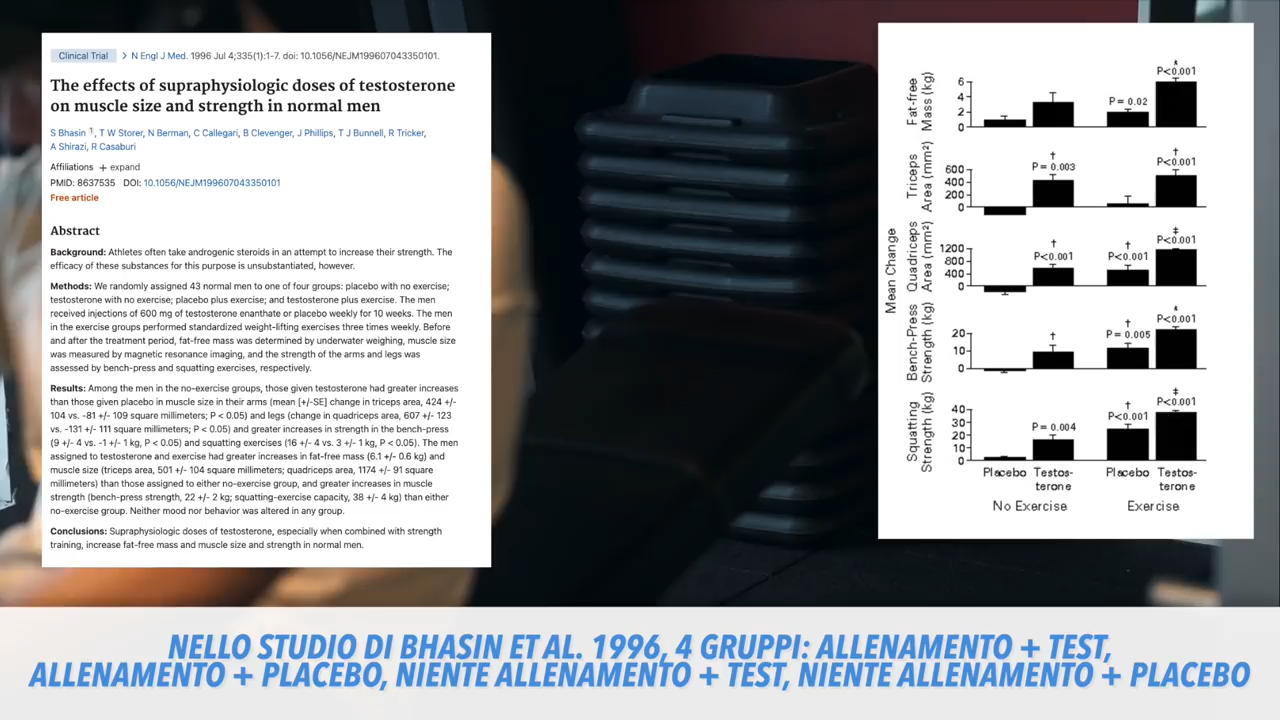 Clinical Trial > N Engl J Med. 1996 Jul 4;335(1):1-7. doi: 10.1056/NEJM199607043350101.
The effects of supraphysiologic doses of testosterone
on muscle size and strength in normal men
S Bhasin 1, T W Storer, N Berman, C Callegari, B Clevenger, J Phillips, T J Bunnell, R Tricker,
A Shirazi, R Casaburi
Affiliations + expand
PMID: 8637535 DOI: 10.1056/NEJM199607043350101
Free article
Abstract
Background: Athletes often take androgenic steroids in an attempt to increase their strength. The
efficacy of these substances for this purpose is unsubstantiated, however.
Methods: We randomly assigned 43 normal men to one of four groups: placebo with no exercise;
testosterone with no exercise; placebo plus exercise; and testosterone plus exercise. The men
received injections of 600 mg of testosterone enanthate or placebo weekly for 10 weeks. The men
in the exercise groups performed standardized weight-lifting exercises three times weekly. Before
and after the treatment period, fat-free mass was determined by underwater weighing, muscle size
was measured by magnetic resonance imaging, and the strength of the arms and legs was
assessed by bench-press and squatting exercises, respectively.
Results: Among the men in the no-exercise groups, those given testosterone had greater increases
than those given placebo in muscle size in their arms (mean [+/-SE] change in triceps area, 424 +/-
104 vs. -81 +/- 109 square millimeters; P < 0.05) and legs (change in quadriceps area, 607 +/- 123
vs. -131 +/- 111 square millimeters; P < 0.05) and greater increases in strength in the bench-press
(9 +/- 4 vs. -1 +/- 1 kg, P < 0.05) and squatting exercises (16 +/- 4 vs. 3 +/- 1 kg, P < 0.05). The men
assigned to testosterone and exercise had greater increases in fat-free mass (6.1 +/- 0.6 kg) and
muscle size (triceps area, 501 +/- 104 square millimeters; quadriceps area, 1174 +/- 91 square
millimeters) than those assigned to either no-exercise group, and greater increases in muscle
strength (bench-press strength, 22 +/- 2 kg; squatting-exercise capacity, 38 +/- 4 kg) than either
no-exercise group. Neither mood nor behavior was altered in any group.
Conclusions: Supraphysiologic doses of testosterone, especially when combined with strength
training, increase fat-free mass and muscle size and strength in normal men.
Mean Change
Fat-free
Mass (kg)
6
4
2
0
P = 0.02
*
P<0.001
Triceps
Area (mm²)
600
400
200
0
†
P = 0.003
†
P<0.001
Quadriceps
Area (mm²)
1200
800
400
0
†
P<0.001
†
P<0.001
‡
P<0.001
Bench-Press
Strength (kg)
20
10
0
†
†
P = 0.005
*
P<0.001
Squatting
Strength (kg)
40
30
20
10
0
P = 0.004
†
P<0.001
‡
P<0.001
Placebo Testos-
terone
Placebo Testos-
terone
No Exercise Exercise
NELLO STUDIO DI BHASIN ET AL. 1996, 4 GRUPPI: ALLENAMENTO + TEST,
ALLENAMENTO + PLACEBO, NIENTE ALLENAMENTO + TEST, NIENTE ALLENAMENTO + PLACEBO